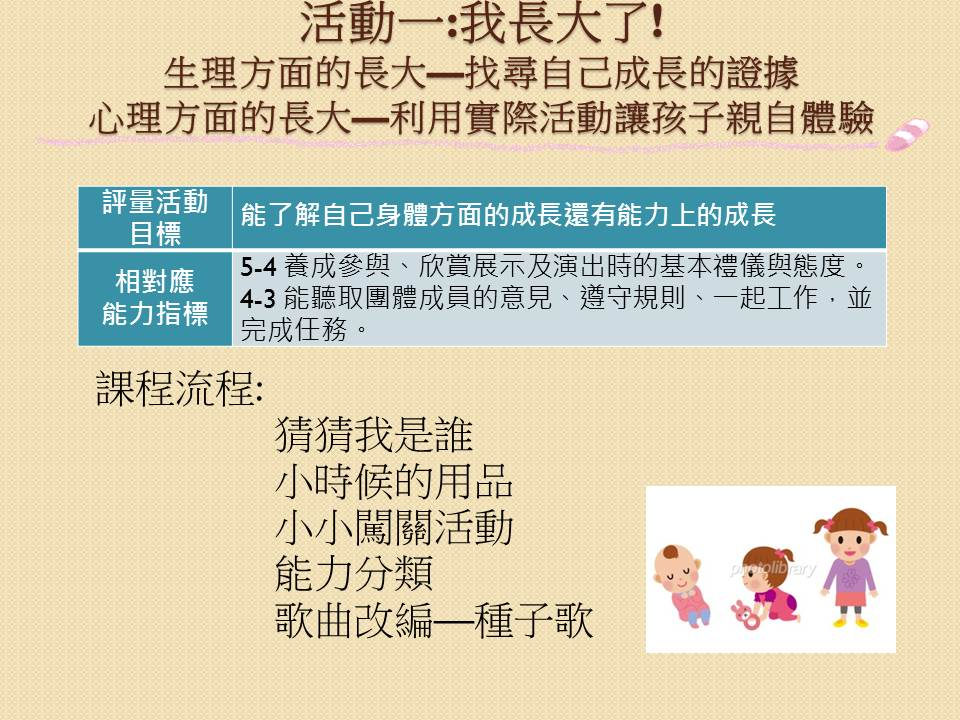 活動一:我長大了!
生理方面的長大—找尋自己成長的證據
心理方面的長大—利用實際活動讓孩子親自體驗
評量活動
目標
能了解自己身體方面的成長還有能力上的成長
相對應
能力指標
5-4 養成參與、欣賞展示及演出時的基本禮儀與態度。
4-3 能聽取團體成員的意見、遵守規則、一起工作，並
完成任務。
課程流程:
猜猜我是誰
小時候的用品
小小闖關活動
能力分類
歌曲改編—種子歌
photolibrary